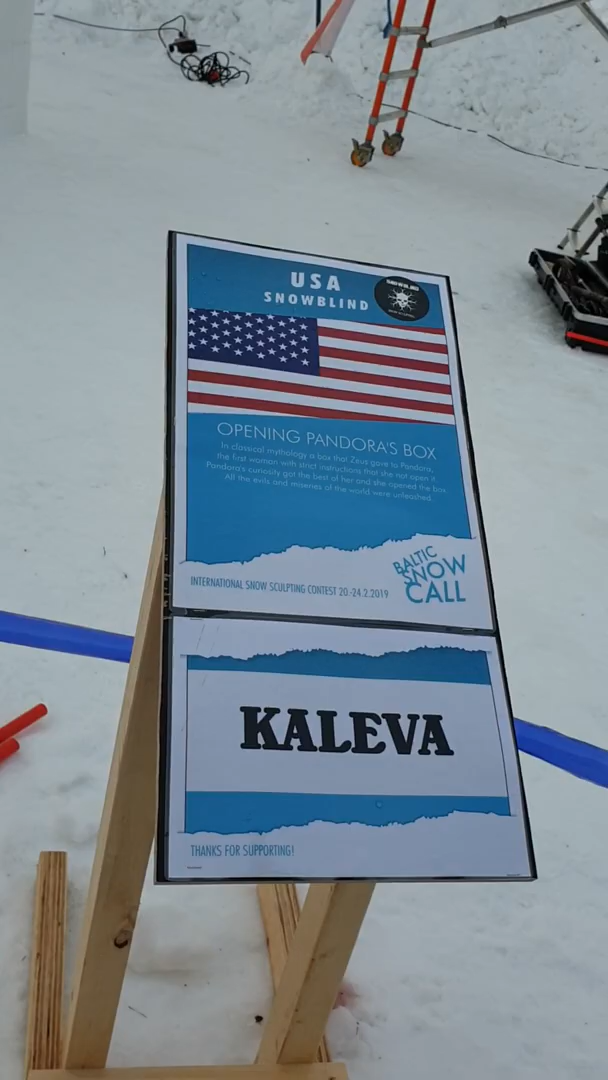 USA
SNOWBLIND
SNOWBLIND
OPENING PANDORA'S BOX
In classical mythology a box that Zeus gave to Pandora,
the first woman with strict instructions that she not open it.
Pandora's curiosity got the best of her and she opened the box.
All the evils and miseries of the world were unleashed.
INTERNATIONAL SNOW SCULPTING CONTEST 20.-24.2.2019
BALTIC
SNOW
CALL
KALEVA
THANKS FOR SUPPORTING!